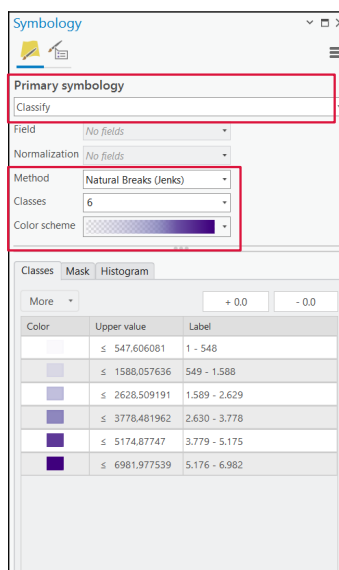 Symbology
Primary symbology
Classify
Field No fields
Normalization No fields
Method Natural Breaks (Jenks)
Classes 6
Color scheme
Classes Mask Histogram
More + 0.0 - 0.0
Color Upper value Label
≤ 547,606081 1 - 548
≤ 1588,057636 549 - 1.588
≤ 2628,509191 1.589 - 2.629
≤ 3778,481962 2.630 - 3.778
≤ 5174,87747 3.779 - 5.175
≤ 6981,977539 5.176 - 6.982